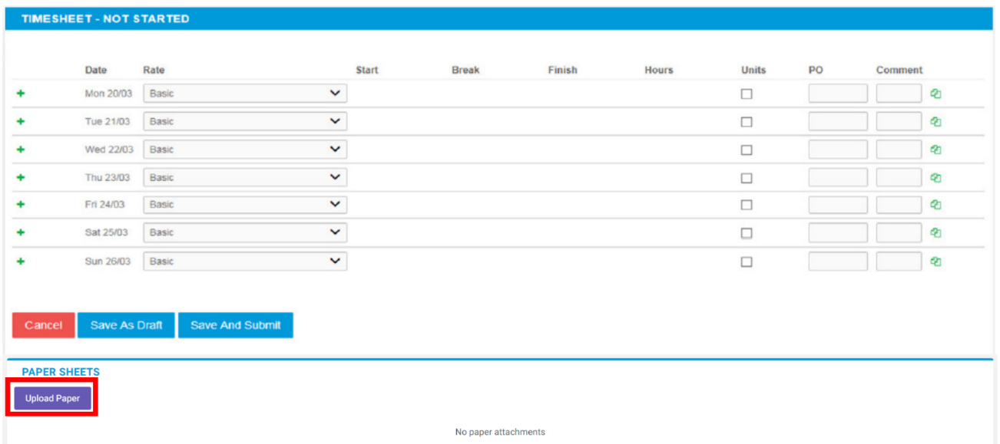 TIMESHEET - NOT STARTED
Date Rate Start Break Finish Hours Units PO Comment
Mon 20/03 Basic
Tue 21/03 Basic
Wed 22/03 Basic
Thu 23/03 Basic
Fri 24/03 Basic
Sat 25/03 Basic
Sun 26/03 Basic
Cancel Save As Draft Save And Submit
PAPER SHEETS
Upload Paper
No paper attachments